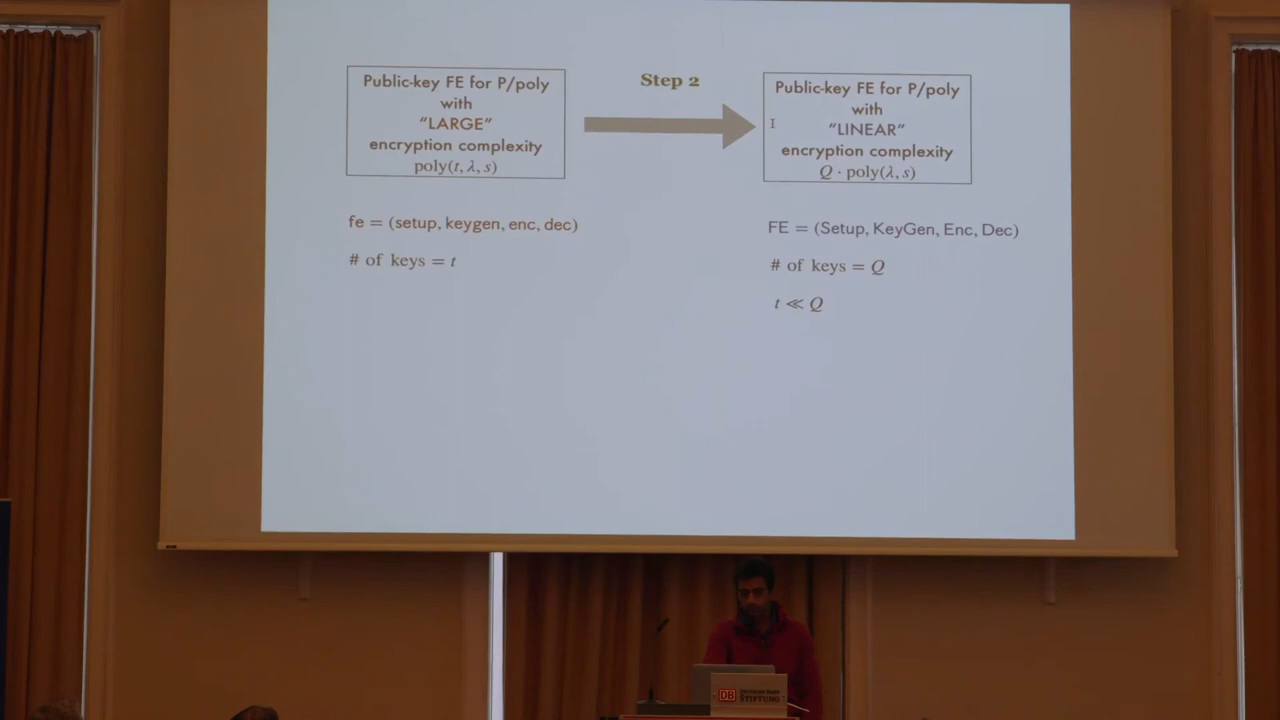 Public-key FE for P/poly
with
“LARGE”
encryption complexity
poly(t, λ, s)
Step 2
Public-key FE for P/poly
with
“LINEAR”
encryption complexity
Q · poly(λ, s)
fe = (setup, keygen, enc, dec)
# of keys = t
FE = (Setup, KeyGen, Enc, Dec)
# of keys = Q
t ≪ Q
DB
STIFTUNG